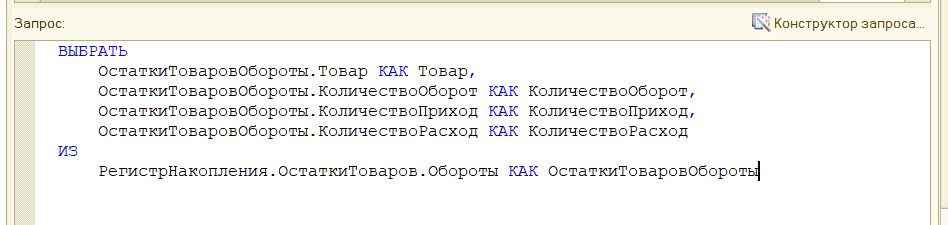 Запрос:
Конструктор запроса...
ВЫБРАТЬ
ОстаткиТоваровОбороты.Товар КАК Товар,
ОстаткиТоваровОбороты.КоличествоОборот КАК КоличествоОборот,
ОстаткиТоваровОбороты.КоличествоПриход КАК КоличествоПриход,
ОстаткиТоваровОбороты.КоличествоРасход КАК КоличествоРасход
ИЗ
РегистрНакопления.ОстаткиТоваров.Обороты КАК ОстаткиТоваровОбороты